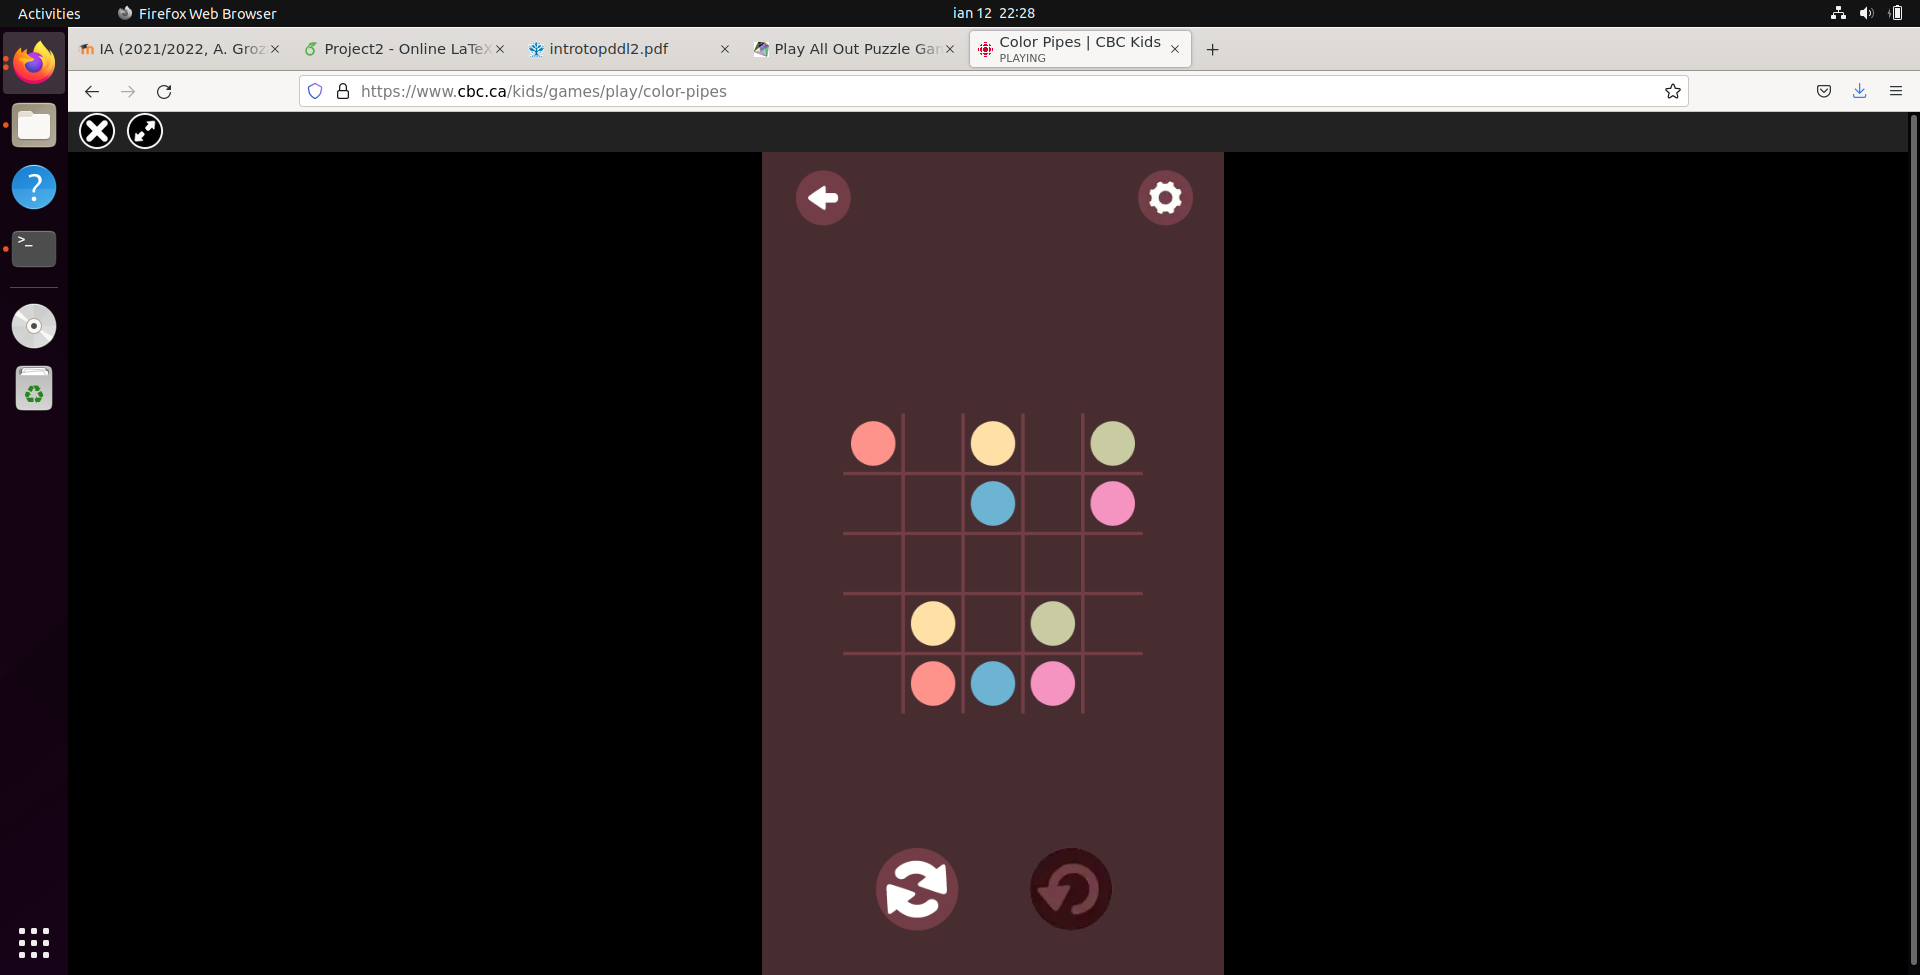 Activities
Firefox Web Browser
ian 12 22:28
IA (2021/2022, A. Groz
Project2 - Online LaTeX
introtopddl2.pdf
Play All Out Puzzle Gam
Color Pipes | CBC Kids
PLAYING
https://www.cbc.ca/kids/games/play/color-pipes